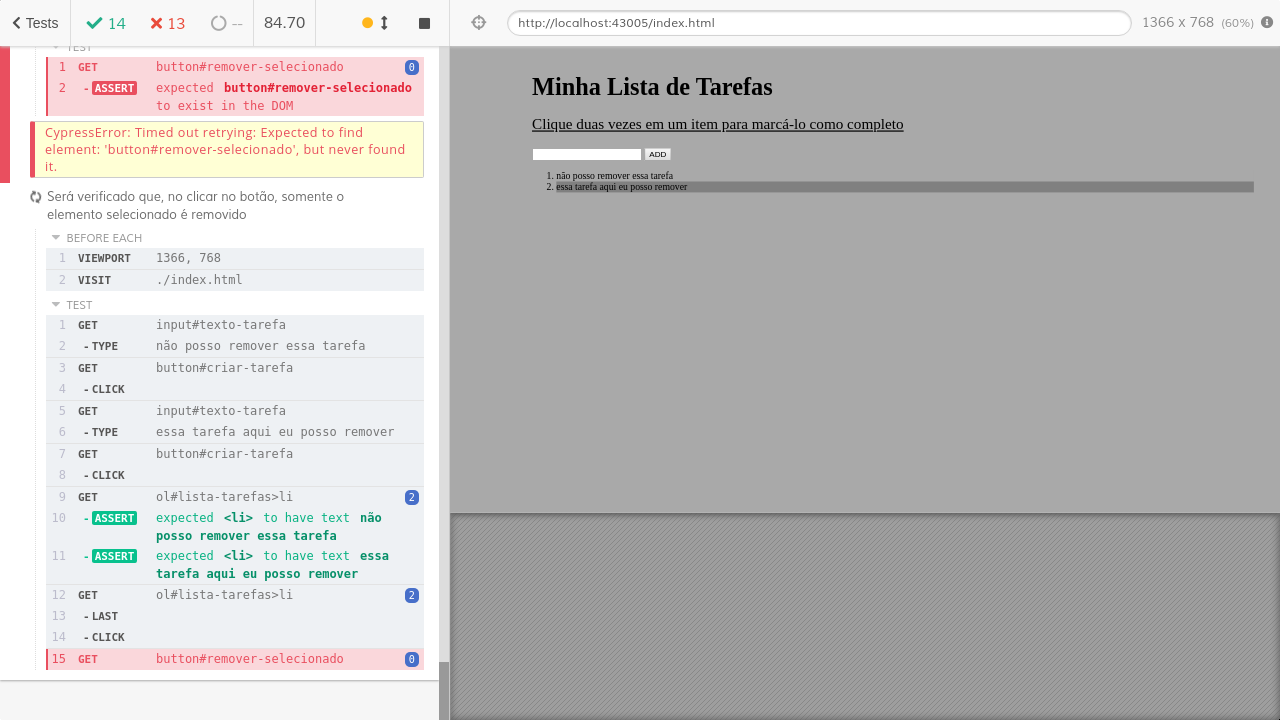 Tests 14 13 -- 84.70
http://localhost:43005/index.html 1366 x 768 (60%)
TEST
1 GET button#remover-selecionado 0
2 - ASSERT expected button#remover-selecionado
to exist in the DOM
CypressError: Timed out retrying: Expected to find
element: 'button#remover-selecionado', but never found
it.
Será verificado que, no clicar no botão, somente o
elemento selecionado é removido
BEFORE EACH
1 VIEWPORT 1366, 768
2 VISIT ./index.html
TEST
1 GET input#texto-tarefa
2 - TYPE não posso remover essa tarefa
3 GET button#criar-tarefa
4 - CLICK
5 GET input#texto-tarefa
6 - TYPE essa tarefa aqui eu posso remover
7 GET button#criar-tarefa
8 - CLICK
9 GET ol#lista-tarefas>li 2
10 - ASSERT expected <li> to have text não
posso remover essa tarefa
11 - ASSERT expected <li> to have text essa
tarefa aqui eu posso remover
12 GET ol#lista-tarefas>li 2
13 - LAST
14 - CLICK
15 GET button#remover-selecionado 0
Minha Lista de Tarefas
Clique duas vezes em um item para marcá-lo como completo
ADD
1. não posso remover essa tarefa
2. essa tarefa aqui eu posso remover